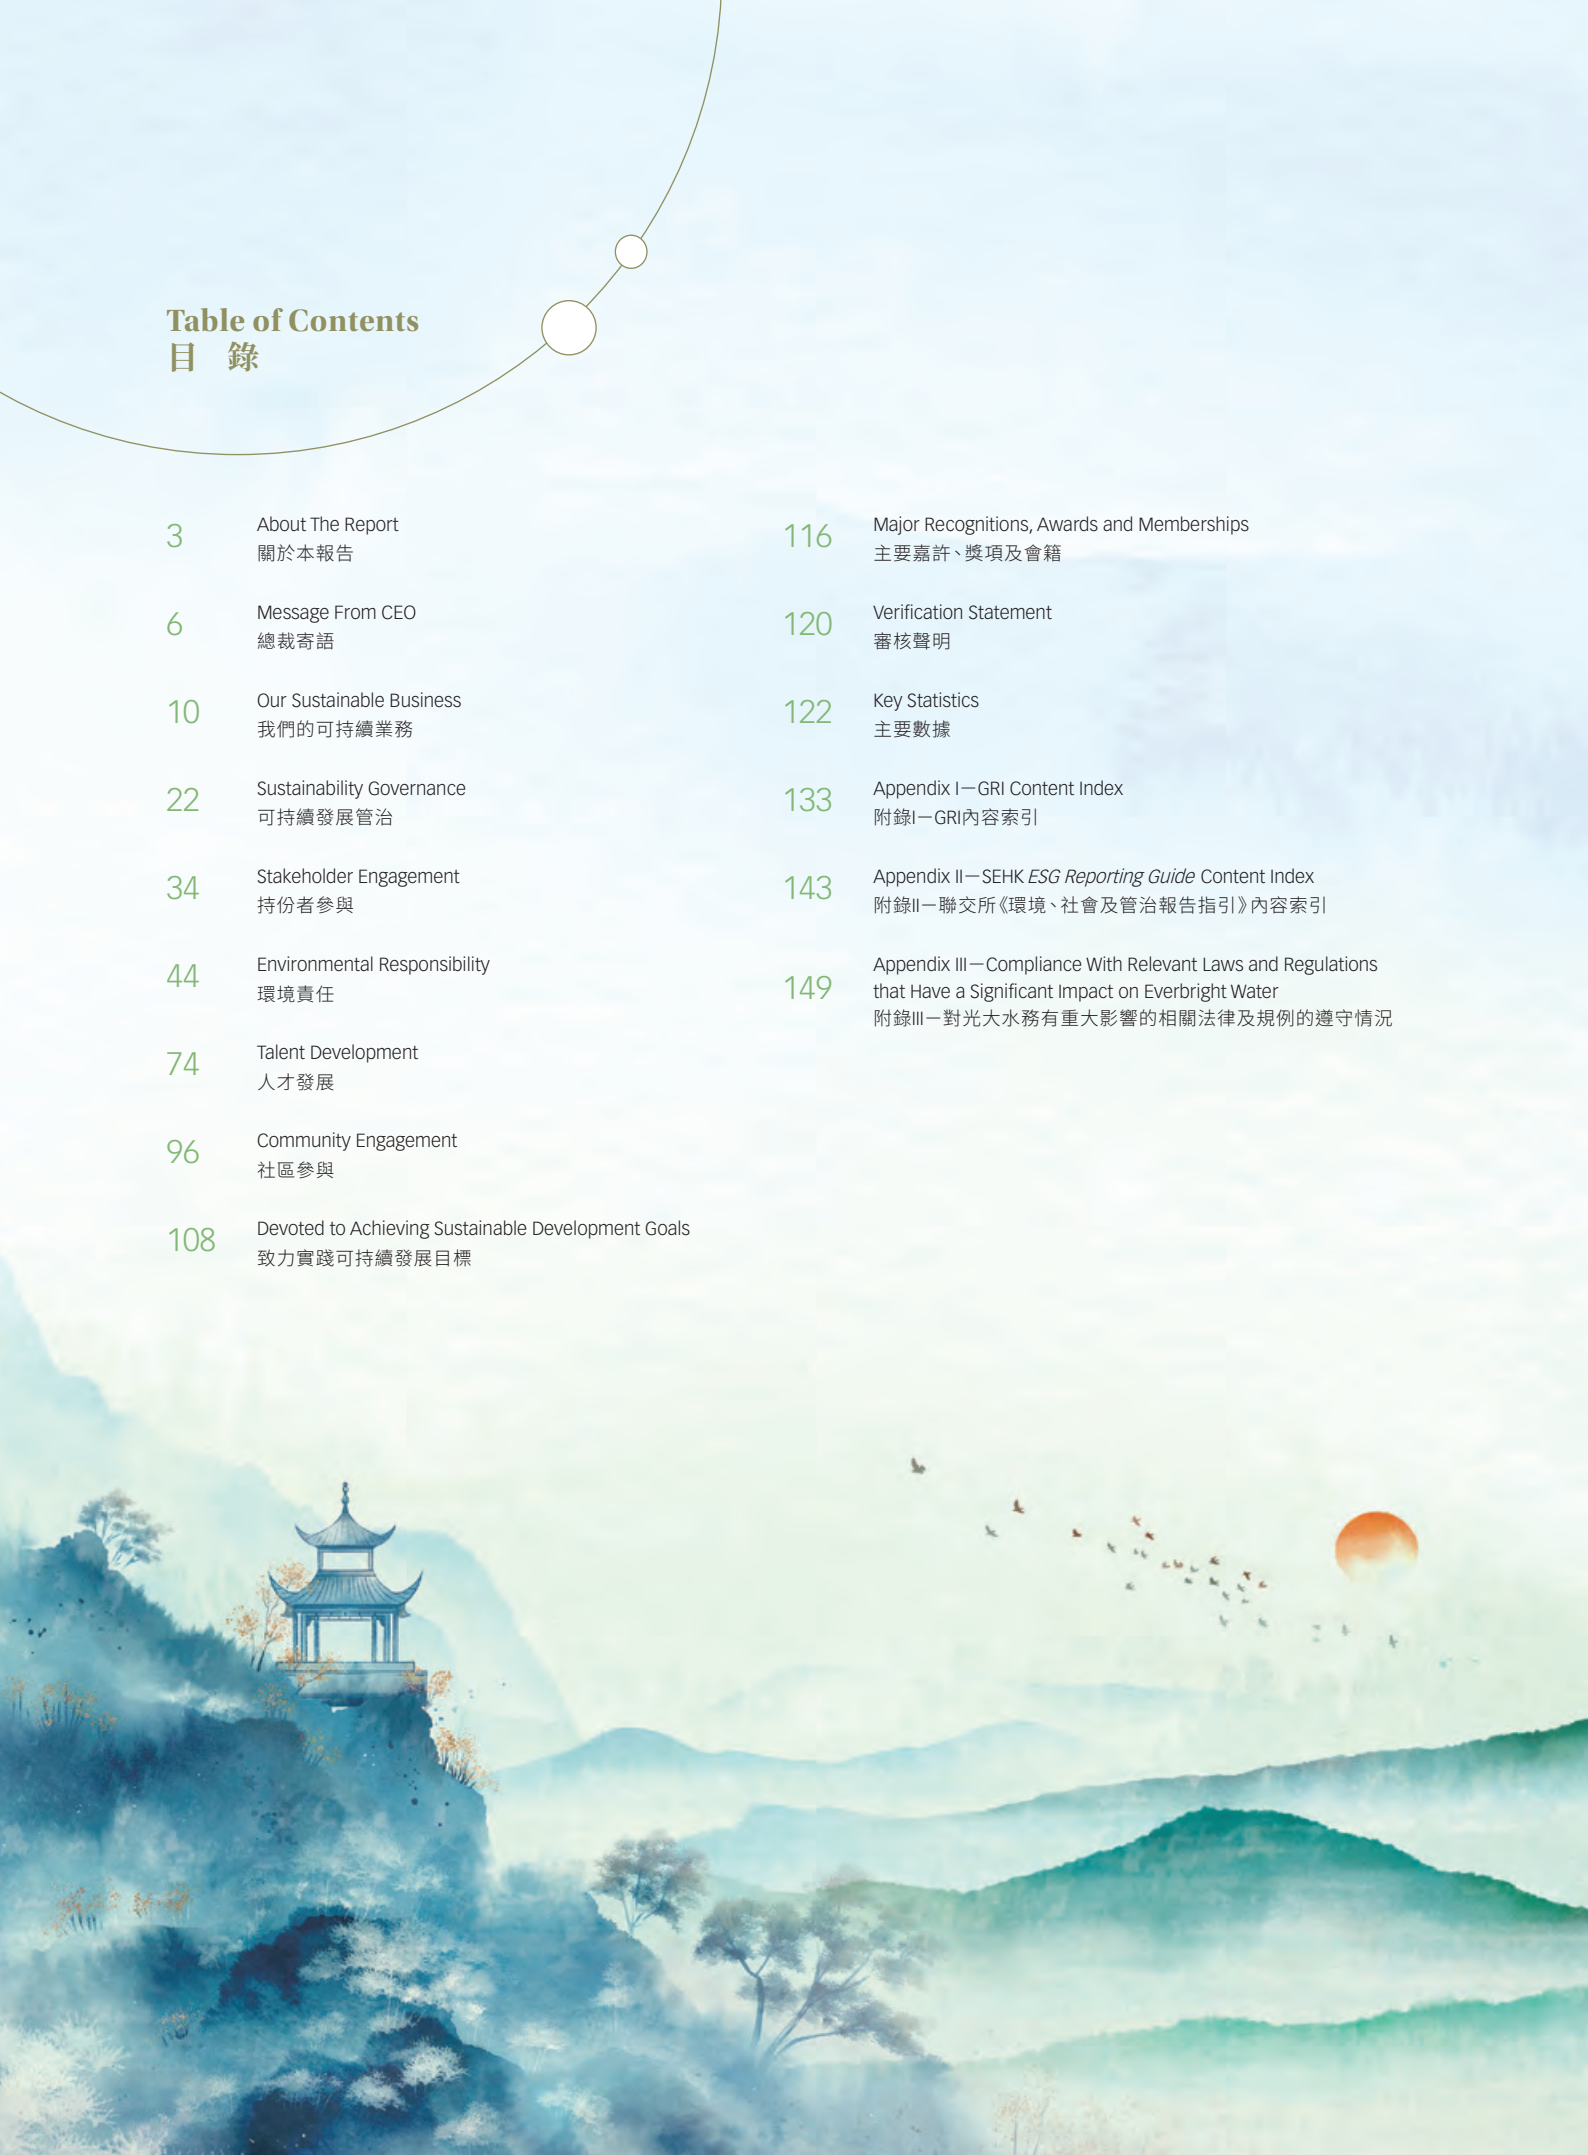 Table of Contents
目 錄
3
About The Report
關於本報告
6
Message From CEO
總裁寄語
10
Our Sustainable Business
我們的可持續業務
22
Sustainability Governance
可持續發展管治
34
Stakeholder Engagement
持份者參與
44
Environmental Responsibility
環境責任
74
Talent Development
人才發展
96
Community Engagement
社區參與
108
Devoted to Achieving Sustainable Development Goals
致力實踐可持續發展目標
116
Major Recognitions, Awards and Memberships
主要嘉許、獎項及會籍
120
Verification Statement
審核聲明
122
Key Statistics
主要數據
133
Appendix I－GRI Content Index
附錄I－GRI內容索引
143
Appendix II－SEHK ESG Reporting Guide Content Index
附錄II－聯交所《環境、社會及管治報告指引》內容索引
149
Appendix III－Compliance With Relevant Laws and Regulations
that Have a Significant Impact on Everbright Water
附錄III－對光大水務有重大影響的相關法律及規例的遵守情況